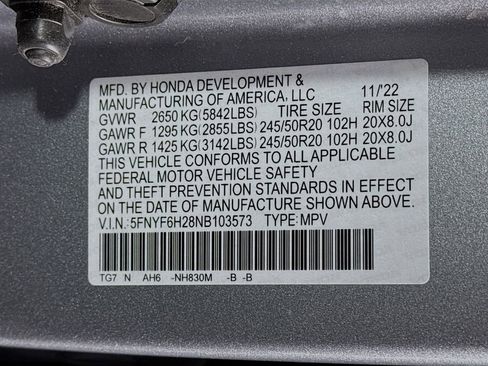 MFD. BY HONDA DEVELOPMENT &
MANUFACTURING OF AMERICA, LLC 11/'22
GVWR 2650 KG(5842LBS) TIRE SIZE RIM SIZE
GAWR F 1295 KG(2855LBS) 245/50R20 102H 20X8.0J
GAWR R 1425 KG(3142LBS) 245/50R20 102H 20X8.0J
THIS VEHICLE CONFORMS TO ALL APPLICABLE
FEDERAL MOTOR VEHICLE SAFETY
AND THEFT PREVENTION STANDARDS IN EFFECT
ON THE DATE OF MANUFACTURE SHOWN ABOVE.
V.I.N.: 5FNYF6H28NB103573 TYPE: MPV
TG7 N AH6 -NH830M -B -B